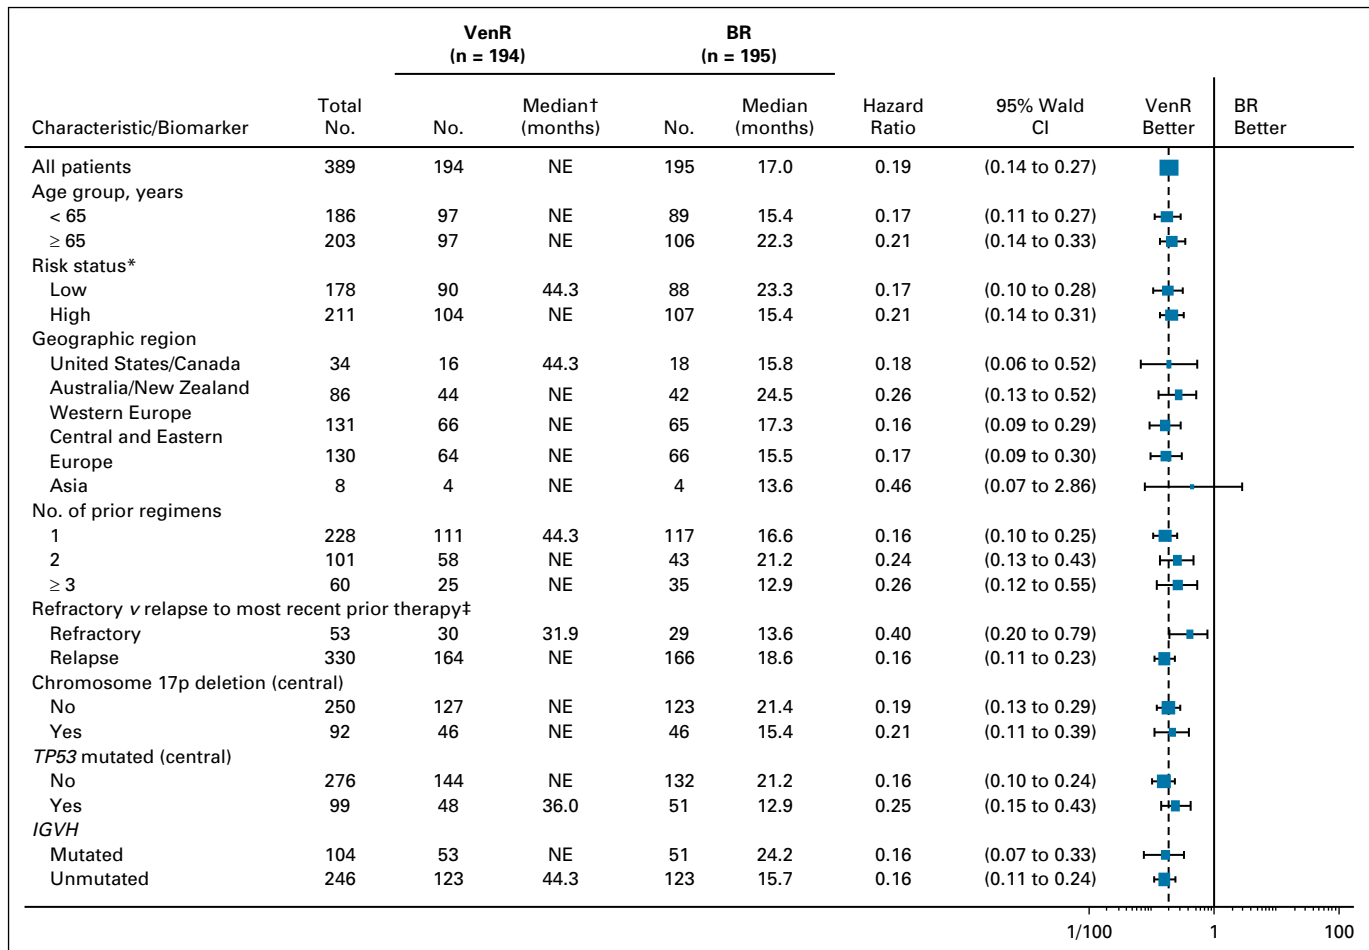 VenR BR
(n = 194) (n = 195)
Total Median† Median Hazard 95% Wald VenR BR
Characteristic/Biomarker No. No. (months) No. (months) Ratio CI Better Better
All patients 389 194 NE 195 17.0 0.19 (0.14 to 0.27)
Age group, years
< 65 186 97 NE 89 15.4 0.17 (0.11 to 0.27)
≥ 65 203 97 NE 106 22.3 0.21 (0.14 to 0.33)
Risk status*
Low 178 90 44.3 88 23.3 0.17 (0.10 to 0.28)
High 211 104 NE 107 15.4 0.21 (0.14 to 0.31)
Geographic region
United States/Canada 34 16 44.3 18 15.8 0.18 (0.06 to 0.52)
Australia/New Zealand 86 44 NE 42 24.5 0.26 (0.13 to 0.52)
Western Europe 131 66 NE 65 17.3 0.16 (0.09 to 0.29)
Central and Eastern
Europe 130 64 NE 66 15.5 0.17 (0.09 to 0.30)
Asia 8 4 NE 4 13.6 0.46 (0.07 to 2.86)
No. of prior regimens
1 228 111 44.3 117 16.6 0.16 (0.10 to 0.25)
2 101 58 NE 43 21.2 0.24 (0.13 to 0.43)
≥ 3 60 25 NE 35 12.9 0.26 (0.12 to 0.55)
Refractory v relapse to most recent prior therapy‡
Refractory 53 30 31.9 29 13.6 0.40 (0.20 to 0.79)
Relapse 330 164 NE 166 18.6 0.16 (0.11 to 0.23)
Chromosome 17p deletion (central)
No 250 127 NE 123 21.4 0.19 (0.13 to 0.29)
Yes 92 46 NE 46 15.4 0.21 (0.11 to 0.39)
TP53 mutated (central)
No 276 144 NE 132 21.2 0.16 (0.10 to 0.24)
Yes 99 48 36.0 51 12.9 0.25 (0.15 to 0.43)
IGVH
Mutated 104 53 NE 51 24.2 0.16 (0.07 to 0.33)
Unmutated 246 123 44.3 123 15.7 0.16 (0.11 to 0.24)
1/100 1 100